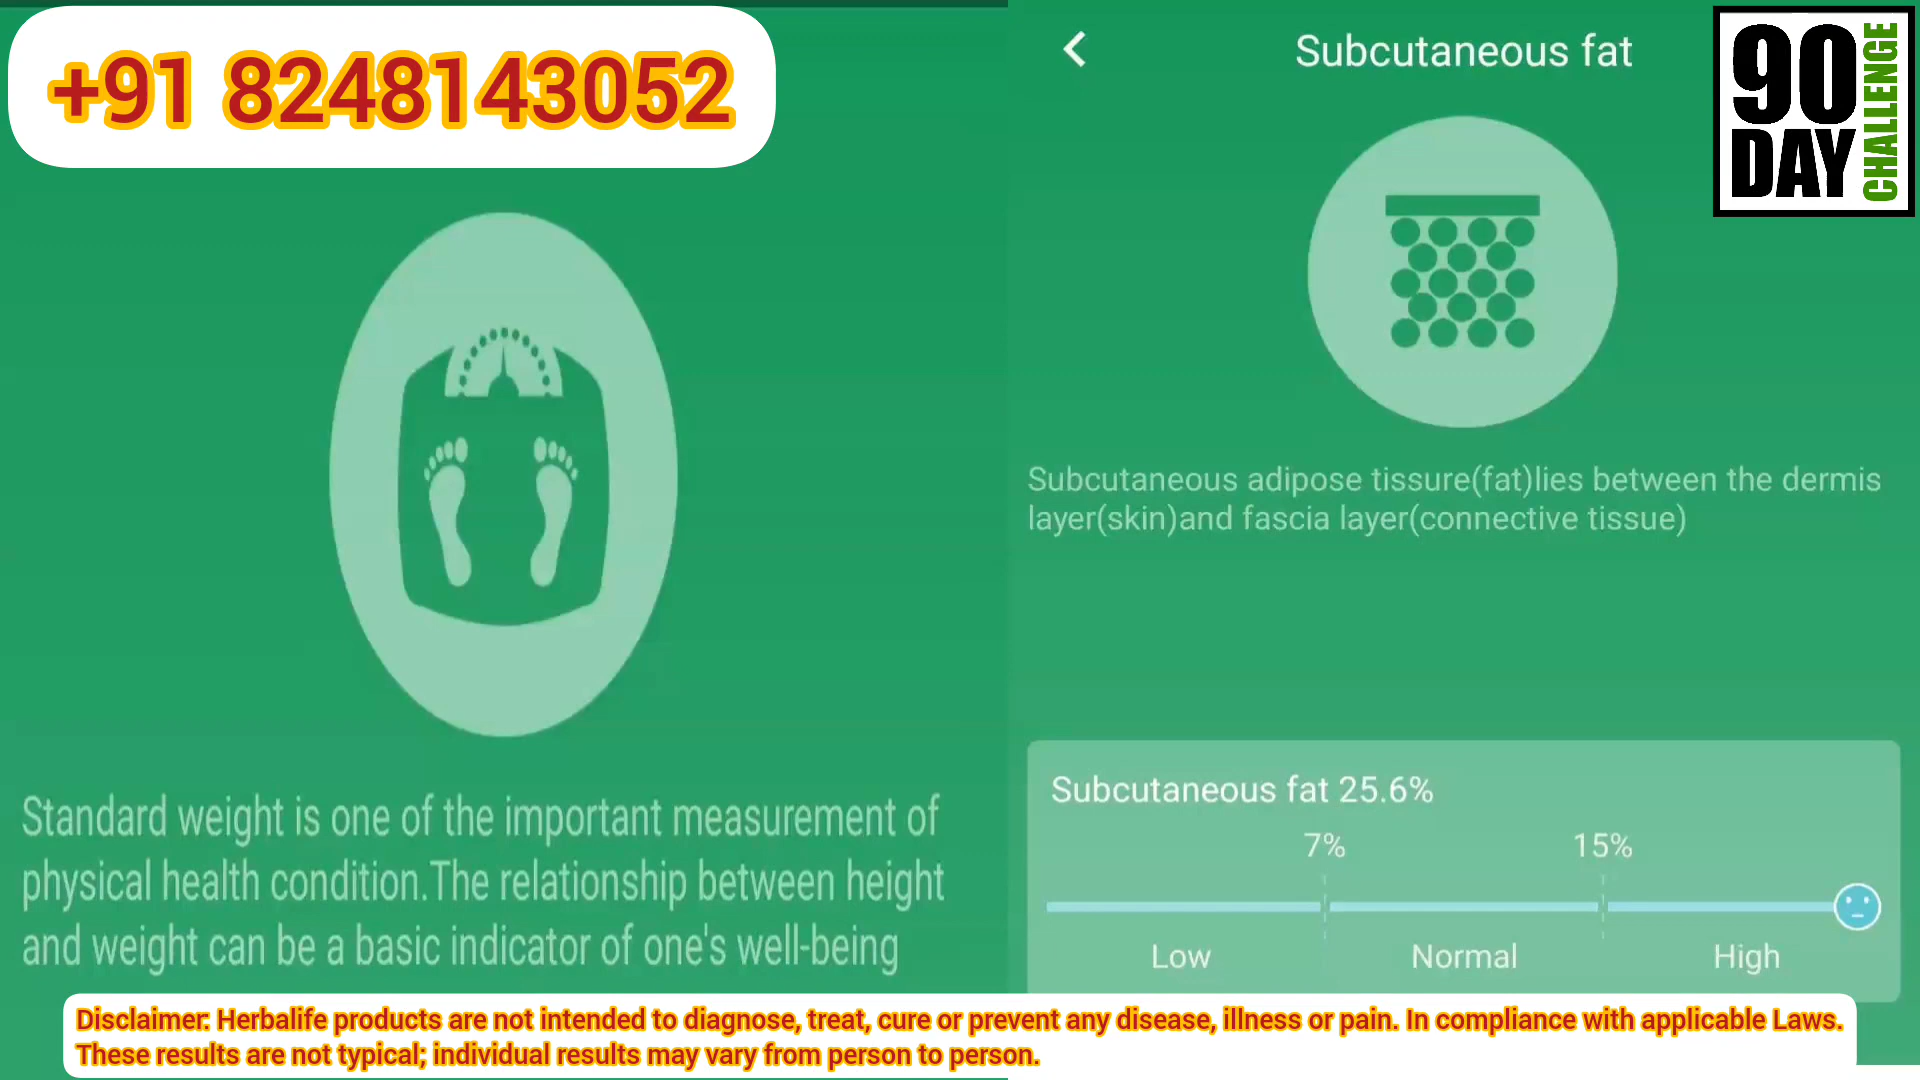 +91 8248143052
Standard weight is one of the important measurement of
physical health condition.The relationship between height
and weight can be a basic indicator of one's well-being
Subcutaneous fat
90
DAY
CHALLENGE
Subcutaneous adipose tissure(fat)lies between the dermis
layer(skin)and fascia layer(connective tissue)
Subcutaneous fat 25.6%
7% 15%
Low Normal High
Disclaimer: Herbalife products are not intended to diagnose, treat, cure or prevent any disease, illness or pain. In compliance with applicable Laws.
These results are not typical; individual results may vary from person to person.